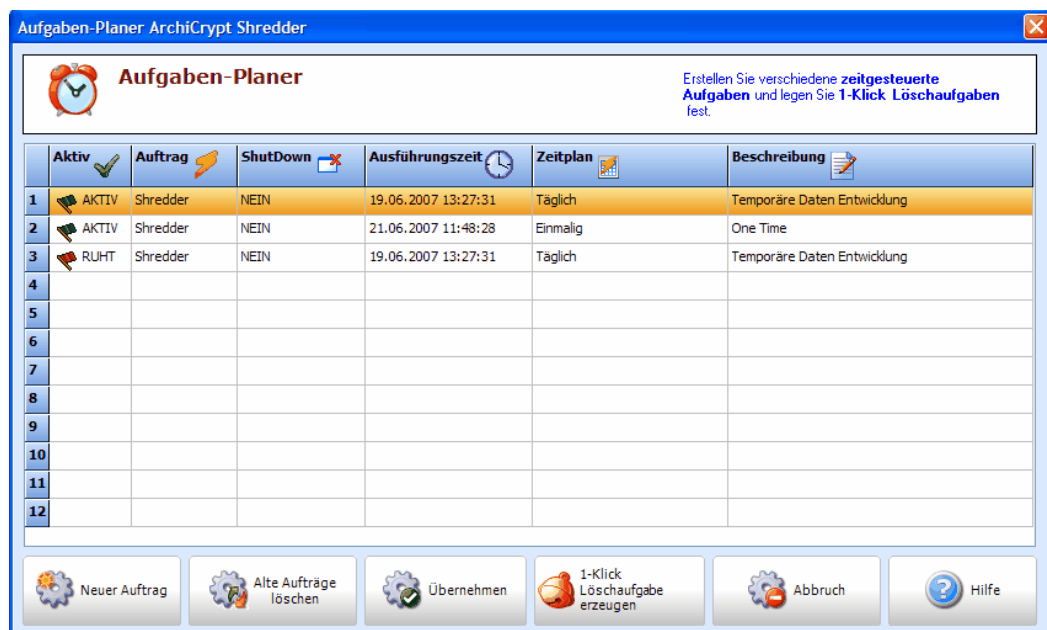 Aufgaben-Planer ArchiCrypt Shredder
Aufgaben-Planer
Erstellen Sie verschiedene zeitgesteuerte
Aufgaben und legen Sie 1-Klick Löschaufgaben
fest.
Aktiv Auftrag ShutDown Ausführungszeit Zeitplan Beschreibung
1 AKTIV Shredder NEIN 19.06.2007 13:27:31 Täglich Temporäre Daten Entwicklung
2 AKTIV Shredder NEIN 21.06.2007 11:48:28 Einmalig One Time
3 RUHT Shredder NEIN 19.06.2007 13:27:31 Täglich Temporäre Daten Entwicklung
4
5
6
7
8
9
10
11
12
Neuer Auftrag
Alte Aufträge
löschen
Übernehmen
1-Klick
Löschaufgabe
erzeugen
Abbruch
Hilfe